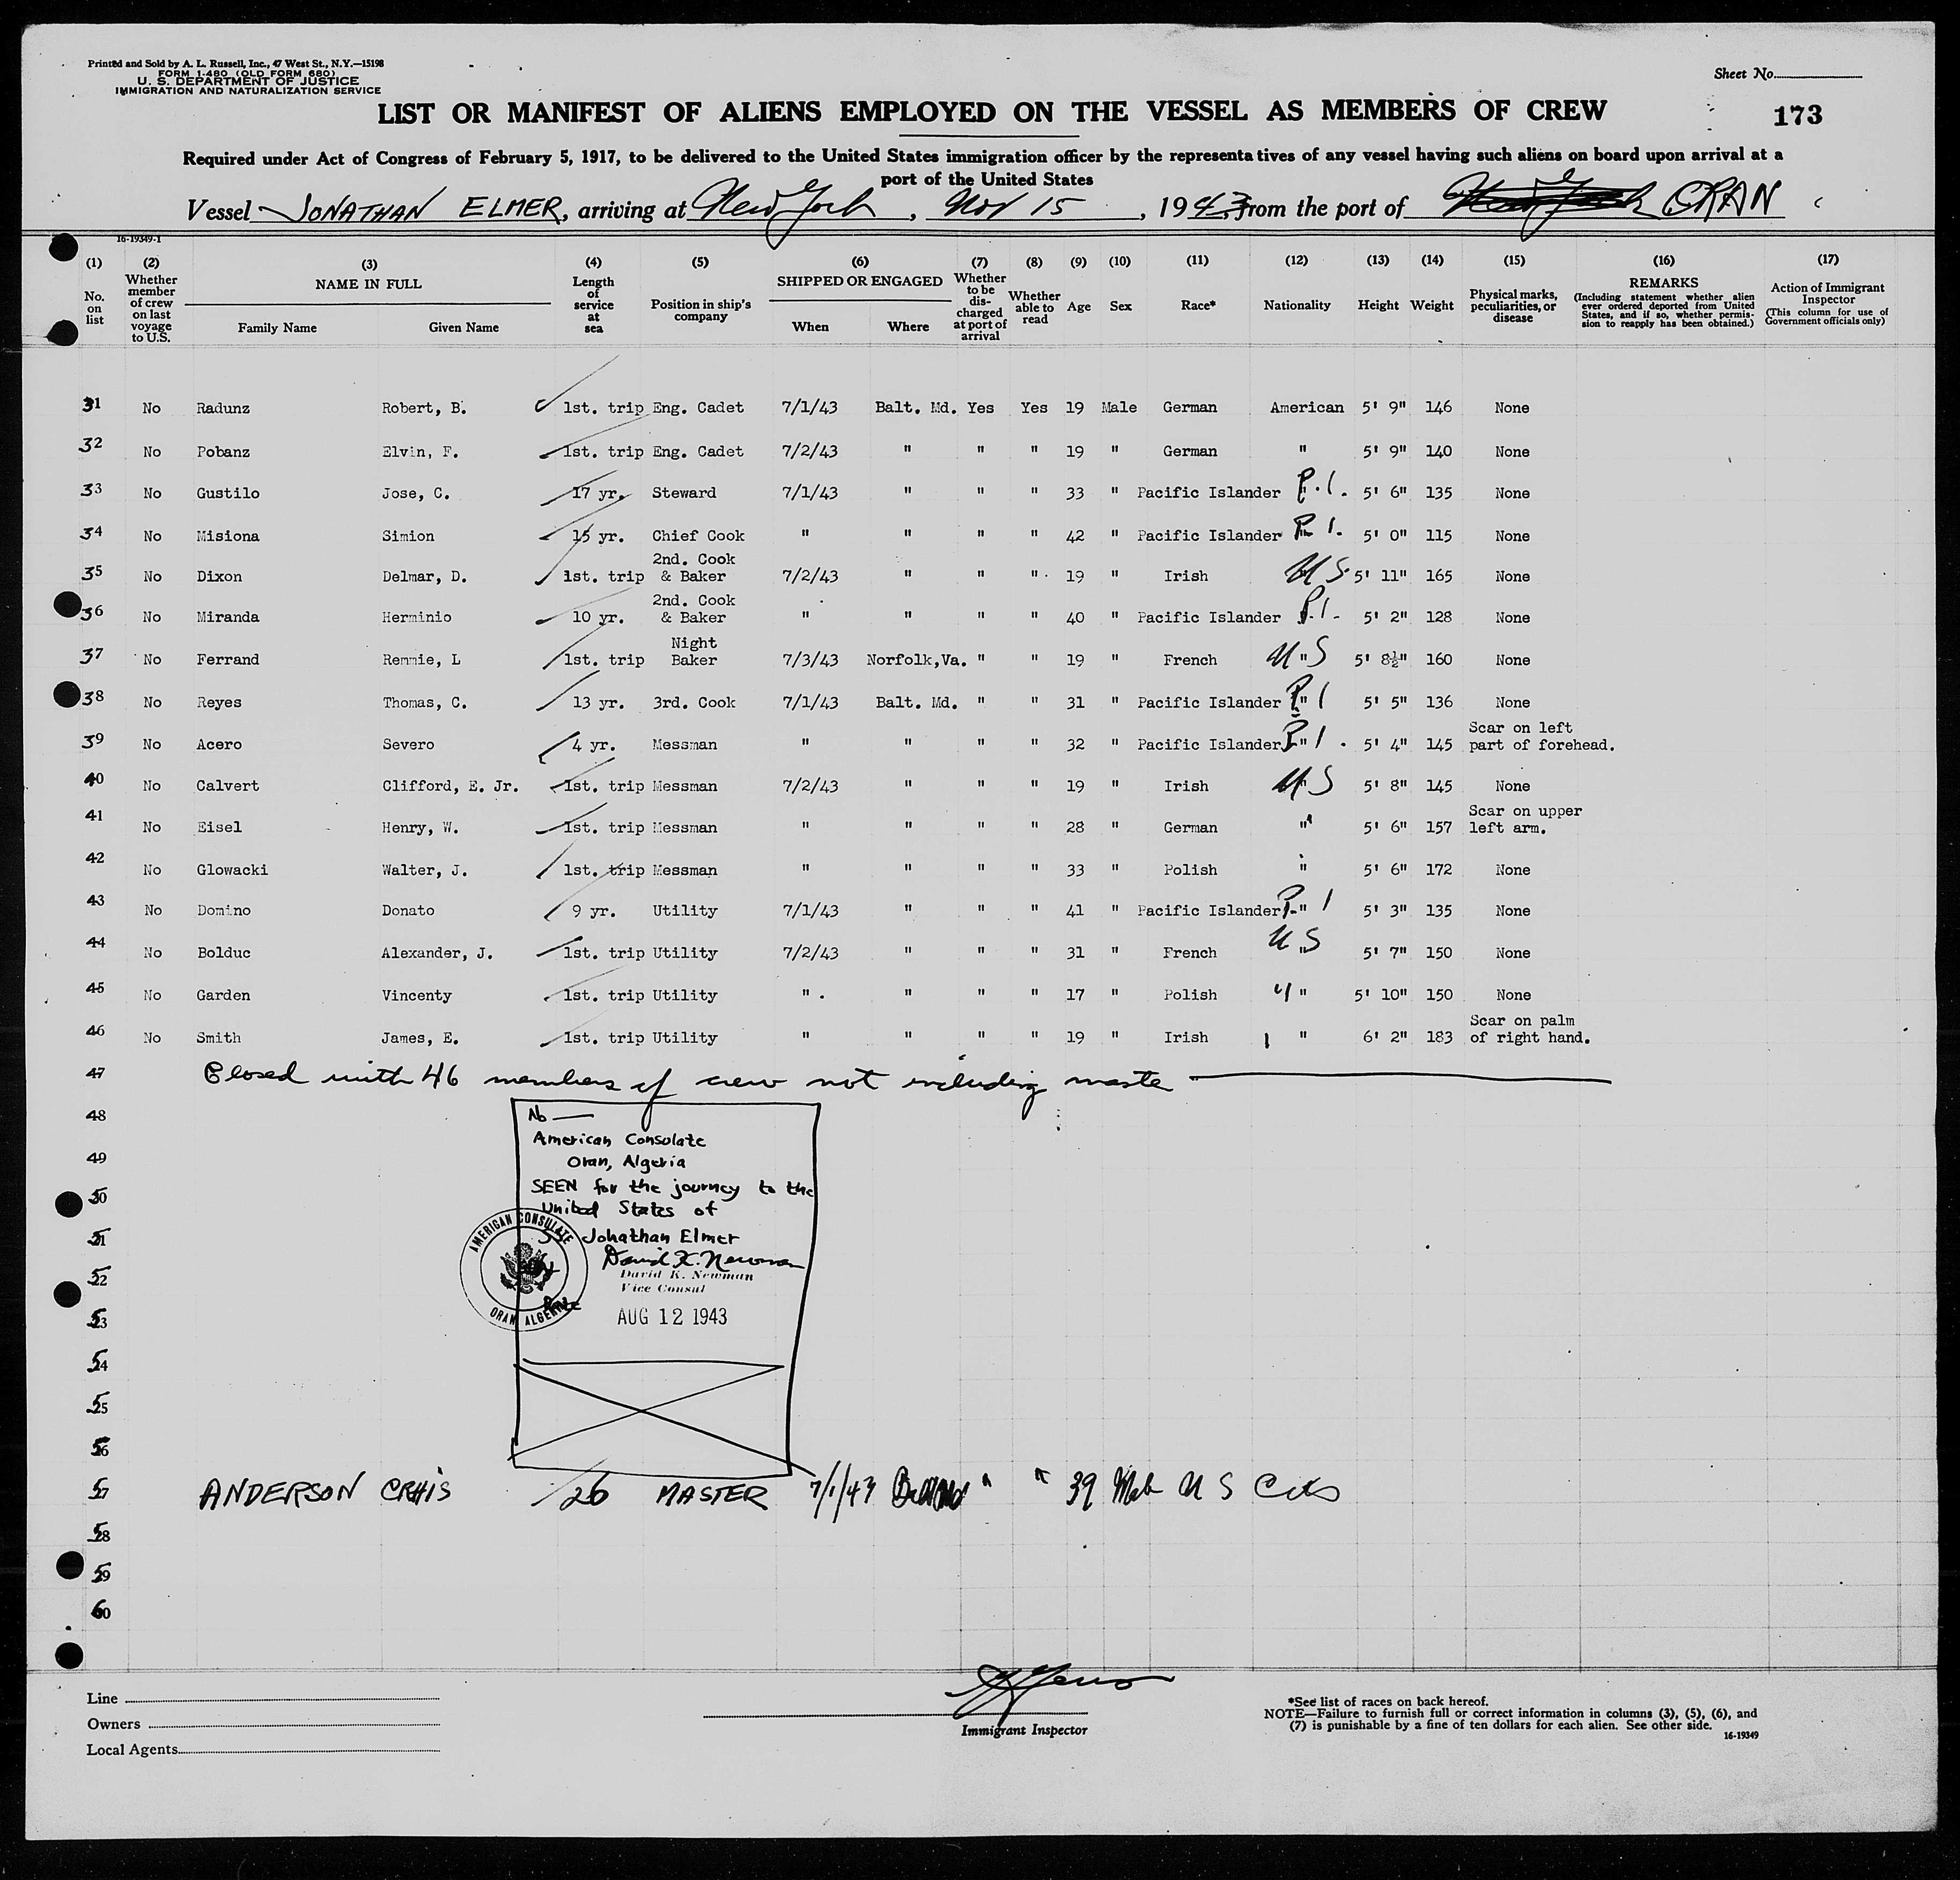 Printed and Sold by A. L. Russell, Inc., 47 West St., N.Y.—15198
FORM I-480 (OLD FORM 680)
U. S. DEPARTMENT OF JUSTICE
IMMIGRATION AND NATURALIZATION SERVICE
Sheet No.
LIST OR MANIFEST OF ALIENS EMPLOYED ON THE VESSEL AS MEMBERS OF CREW
173
Required under Act of Congress of February 5, 1917, to be delivered to the United States immigration officer by the representatives of any vessel having such aliens on board upon arrival at a
port of the United States
Vessel JONATHAN ELMER, arriving at New York, Nov 15, 1943 from the port of New York ORAN
16-19349-1
(1) (2) (3) (4) (5) (6) (7) (8) (9) (10) (11) (12) (13) (14) (15) (16) (17)
No. on list
Whether member of crew on last voyage to U.S.
NAME IN FULL
Family Name Given Name
Length of service at sea
Position in ship's company
SHIPPED OR ENGAGED
When Where
Whether to be discharged at port of arrival
Whether able to read
Age Sex Race* Nationality Height Weight
Physical marks, peculiarities, or disease
REMARKS
(Including statement whether alien ever ordered deported from United States, and if so, whether permission to reapply has been obtained.)
Action of Immigrant Inspector
(This column for use of Government officials only)
31 No Radunz Robert, B. 1st. trip Eng. Cadet 7/1/43 Balt. Md. Yes Yes 19 Male German American 5' 9" 146 None
32 No Pobanz Elvin, F. 1st. trip Eng. Cadet 7/2/43 " " " 19 " German " 5' 9" 140 None
33 No Gustilo Jose, C. 17 yr. Steward 7/1/43 " " " 33 " Pacific Islander P.I. 5' 6" 135 None
34 No Misiona Simion 15 yr. Chief Cook " " " " 42 " Pacific Islander P.I. 5' 0" 115 None
35 No Dixon Delmar, D. 1st. trip 2nd. Cook & Baker 7/2/43 " " " 19 " Irish U S 5' 11" 165 None
36 No Miranda Herminio 10 yr. 2nd. Cook & Baker " " " " 40 " Pacific Islander P.I. 5' 2" 128 None
37 No Ferrand Remmie, L 1st. trip Night Baker 7/3/43 Norfolk,Va. " " 19 " French U " S 5' 8½" 160 None
38 No Reyes Thomas, C. 13 yr. 3rd. Cook 7/1/43 Balt. Md. " " 31 " Pacific Islander P " I 5' 5" 136 None
39 No Acero Severo 4 yr. Messman " " " " 32 " Pacific Islander P " I. 5' 4" 145 Scar on left part of forehead.
40 No Calvert Clifford, E. Jr. 1st. trip Messman 7/2/43 " " " 19 " Irish U " S 5' 8" 145 None
41 No Eisel Henry, W. 1st. trip Messman " " " " 28 " German " 5' 6" 157 Scar on upper left arm.
42 No Glowacki Walter, J. 1st. trip Messman " " " " 33 " Polish " 5' 6" 172 None
43 No Domino Donato 9 yr. Utility 7/1/43 " " " 41 " Pacific Islander P " I 5' 3" 135 None
44 No Bolduc Alexander, J. 1st. trip Utility 7/2/43 " " " 31 " French U S " 5' 7" 150 None
45 No Garden Vincenty 1st. trip Utility " " " " 17 " Polish " 5' 10" 150 None
46 No Smith James, E. 1st. trip Utility " " " " 19 " Irish " 6' 2" 183 Scar on palm of right hand.
47 Closed with 46 members of crew not including master
48 No —
American Consulate
49 Oran, Algeria
SEEN for the journey to the
50 United States of
51 Jonathan Elmer
David K. Newman
52 David K. Newman
Vice Consul
53 AUG 12 1943
AMERICAN CONSULATE
ORAN ALGERIA
54
55
56
57 ANDERSON CRHIS 26 MASTER 7/1/43 " " 39 U S
58
59
60
Line
Owners
Local Agents
Immigrant Inspector
*See list of races on back hereof.
NOTE—Failure to furnish full or correct information in columns (3), (5), (6), and
(7) is punishable by a fine of ten dollars for each alien. See other side.
16-19349